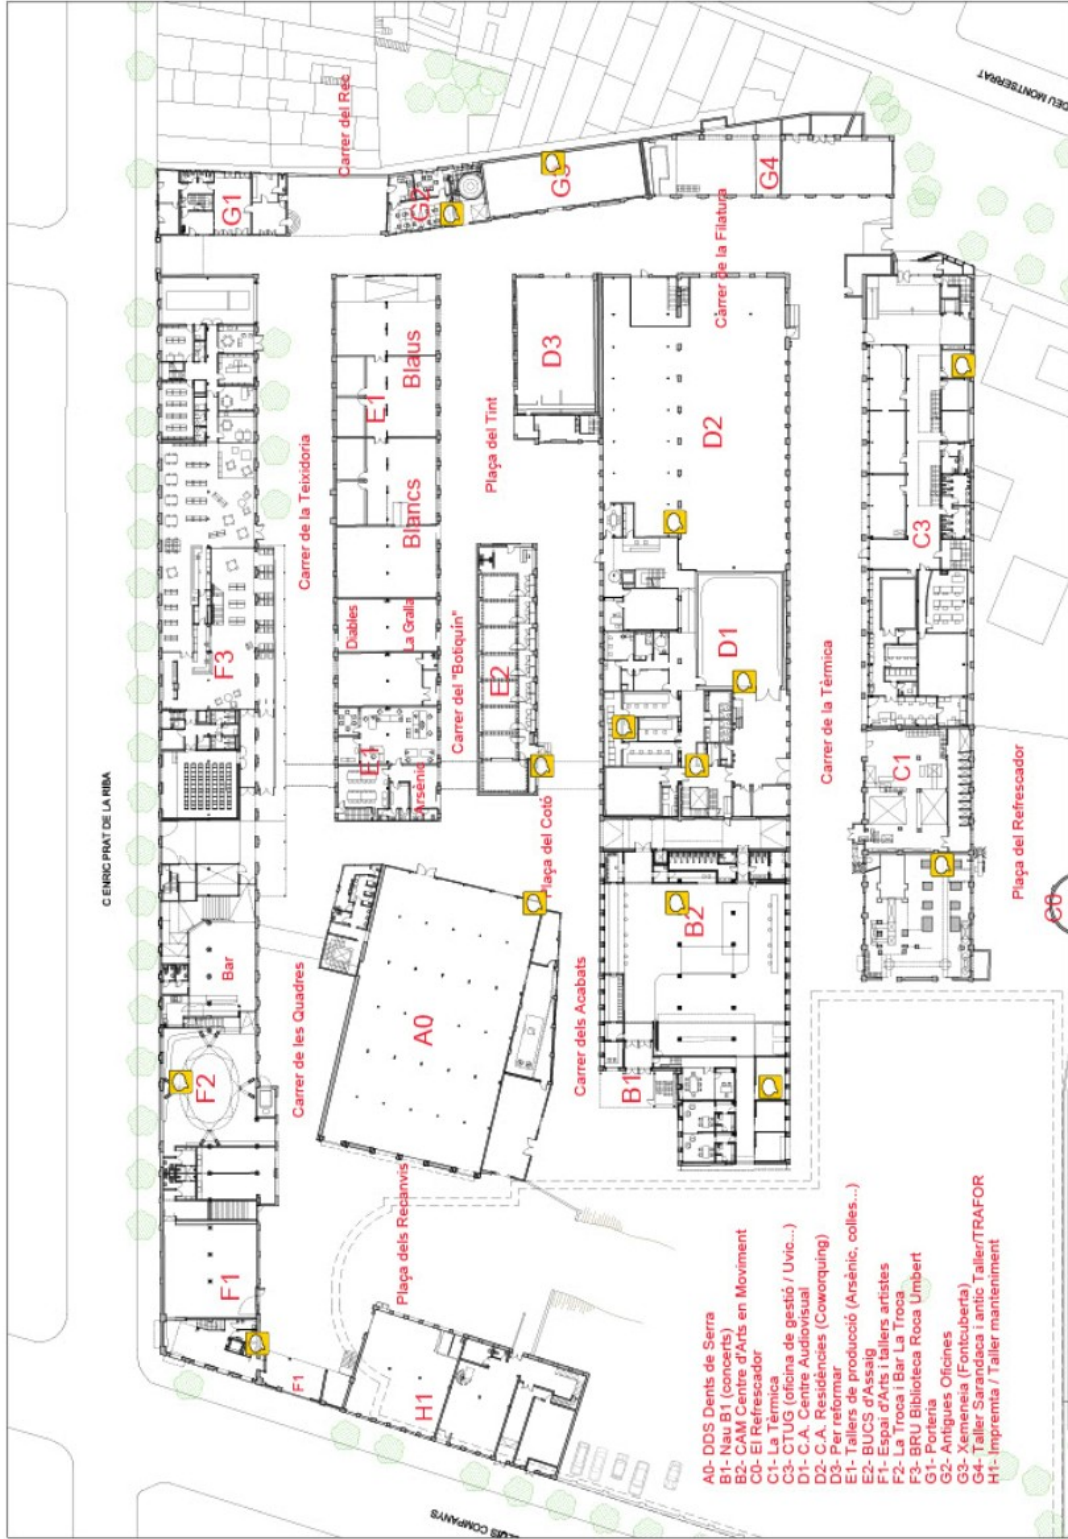 C ENRIC PRAT DE LA RIBA
DEU MONTSERRAT
Carrer del Rec
G1
G2
G3
G4
Carrer de la Filatura
Carrer de la Teixidoria
F3
E1
Blaus
Blancs
Diables
La Gralla
E1
Arsènic
Plaça del Tint
D3
D2
D1
Carrer del "Botiquín"
E2
Plaça del Cotó
Carrer de la Tèrmica
C3
C1
Plaça del Refrescador
C0
Bar
F2
F1
F1
Carrer de les Quadres
A0
Carrer dels Acabats
B2
B1
Plaça dels Recanvis
H1
LUIS COMPANYS
A0- DDS Dents de Serra
B1- Nau B1 (concerts)
B2- CAM Centre d'Arts en Moviment
C0- El Refrescador
C1- La Tèrmica
C3- CTUG (oficina de gestió / Uvic...)
D1- C.A. Centre Audiovisual
D2- C.A. Residències (Coworquing)
D3- Per reformar
E1- Tallers de producció (Arsènic, colles...)
E2- BUCS d'Assaig
F1- Espai d'Arts i tallers artistes
F2- La Troca i Bar La Troca
F3- BRU Biblioteca Roca Umbert
G1- Porteria
G2- Antigues Oficines
G3- Xemeneia (Fontcuberta)
G4- Taller Sarandaca i antic Taller/TRAFOR
H1- Impremta / Taller manteniment